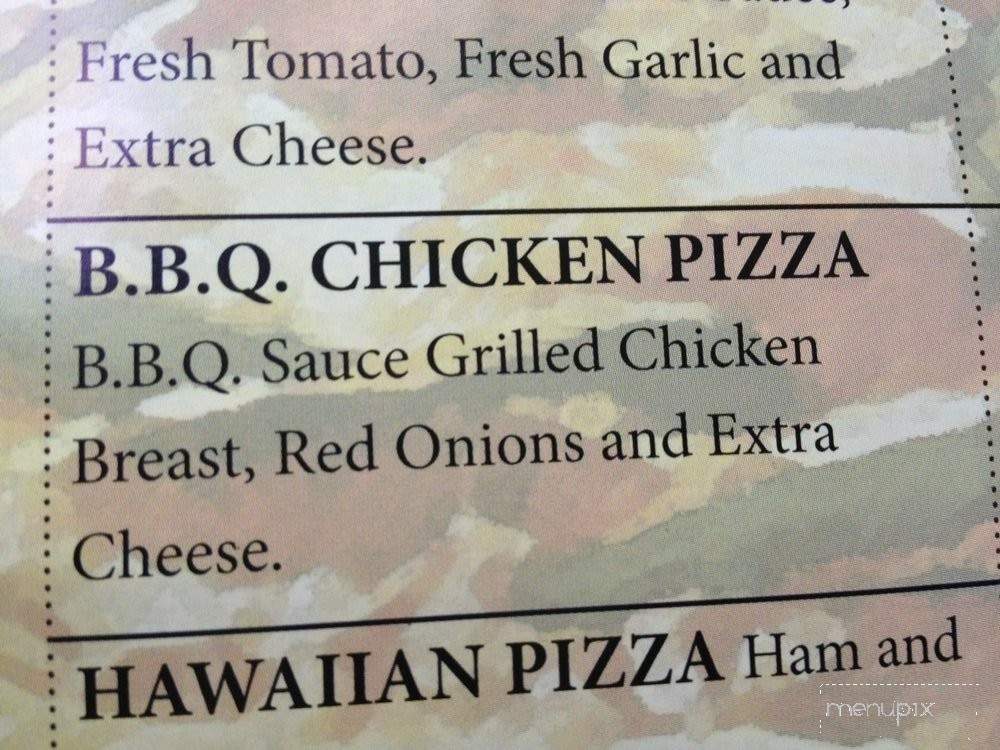 Sauce,
Fresh Tomato, Fresh Garlic and
Extra Cheese.
B.B.Q. CHICKEN PIZZA
B.B.Q. Sauce Grilled Chicken
Breast, Red Onions and Extra
Cheese.
HAWAIIAN PIZZA Ham and
menupix